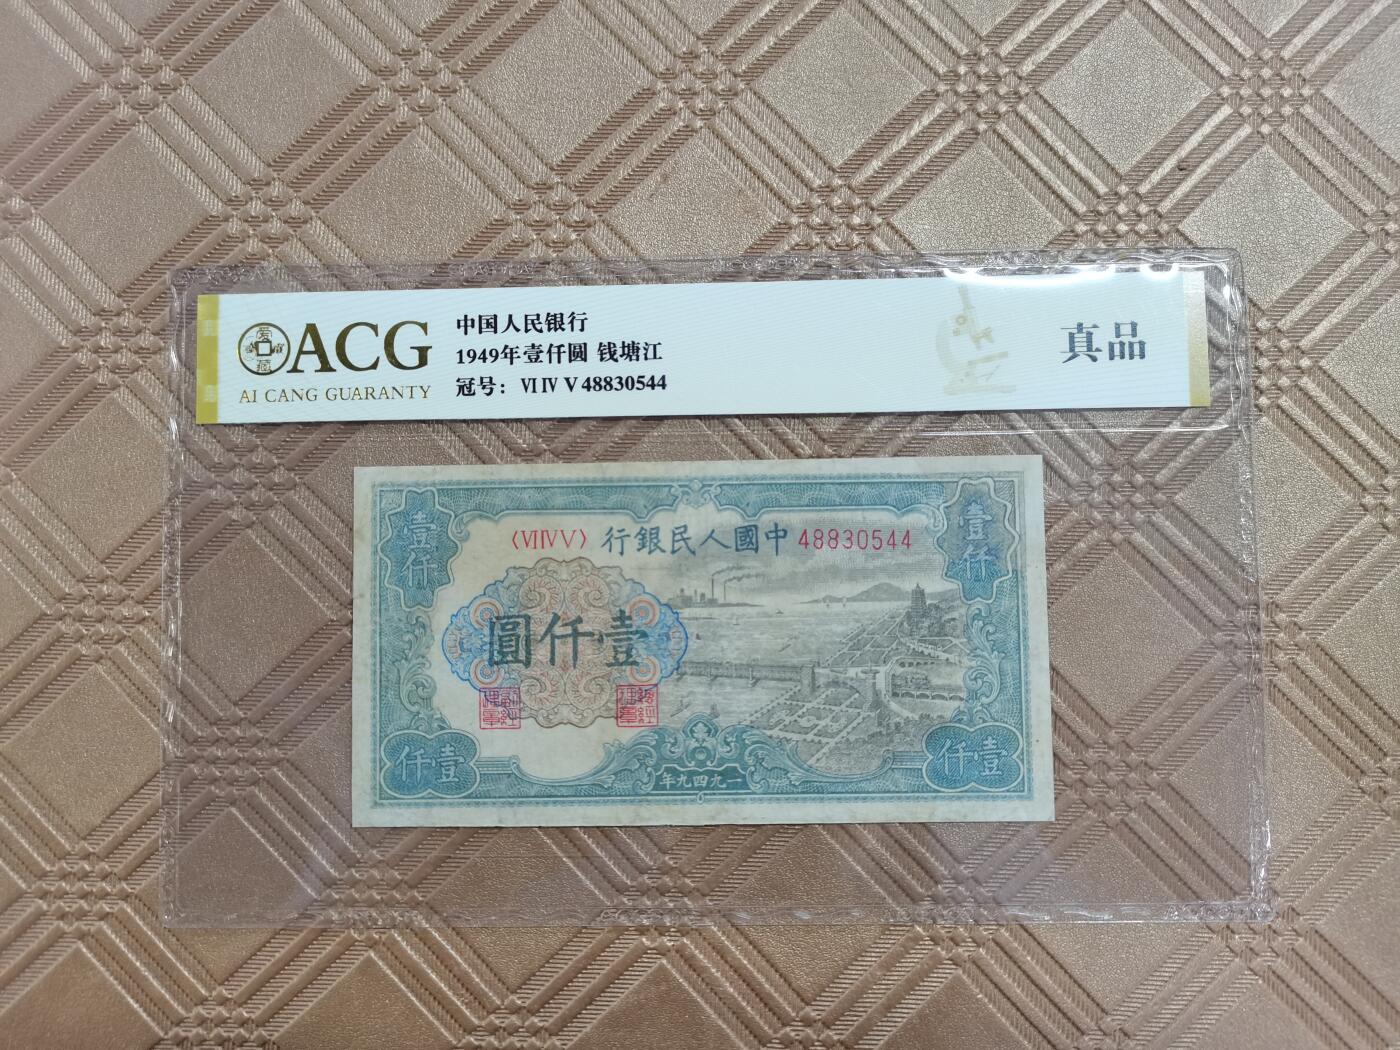 ACG
AI CANG GUARANTY
中国人民银行
1949年壹仟圆 钱塘江
冠号：Ⅵ Ⅳ Ⅴ 48830544
真品
壹仟
壹仟
〈ⅥⅣⅤ〉 行銀民人國中 48830544
圓仟壹
仟壹
仟壹
年九四九一